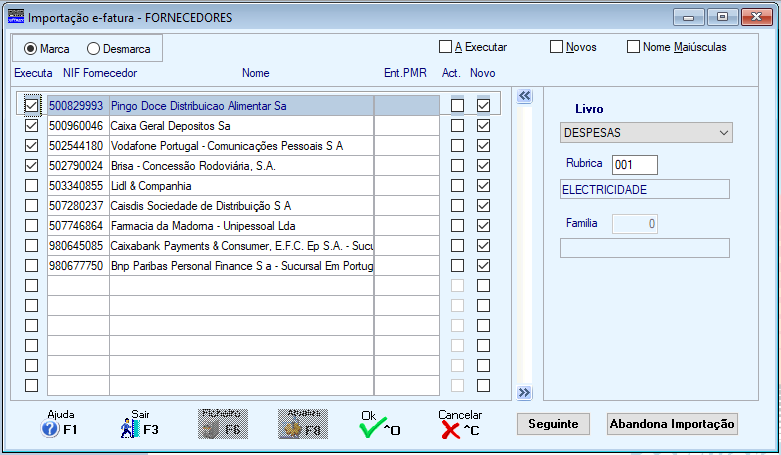 Importação e-fatura - FORNECEDORES
Marca Desmarca A Executar Novos Nome Maiúsculas
Executa NIF Fornecedor Nome Ent.PMR Act. Novo
500829993 Pingo Doce Distribuicao Alimentar Sa
500960046 Caixa Geral Depositos Sa
502544180 Vodafone Portugal - Comunicações Pessoais S A
502790024 Brisa - Concessão Rodoviária, S.A.
503340855 Lidl & Companhia
507280237 Caisdis Sociedade de Distribuição S A
507746864 Farmacia da Madorna - Unipessoal Lda
980645085 Caixabank Payments & Consumer, E.F.C. Ep S.A. - Sucu
980677750 Bnp Paribas Personal Finance S a - Sucursal Em Portug
Livro
DESPESAS
Rubrica 001
ELECTRICIDADE
Familia 0
Ajuda F1
Sair F3
Ficheiro F6
Atualiza F8
Ok ^O
Cancelar ^C
Seguinte
Abandona Importação